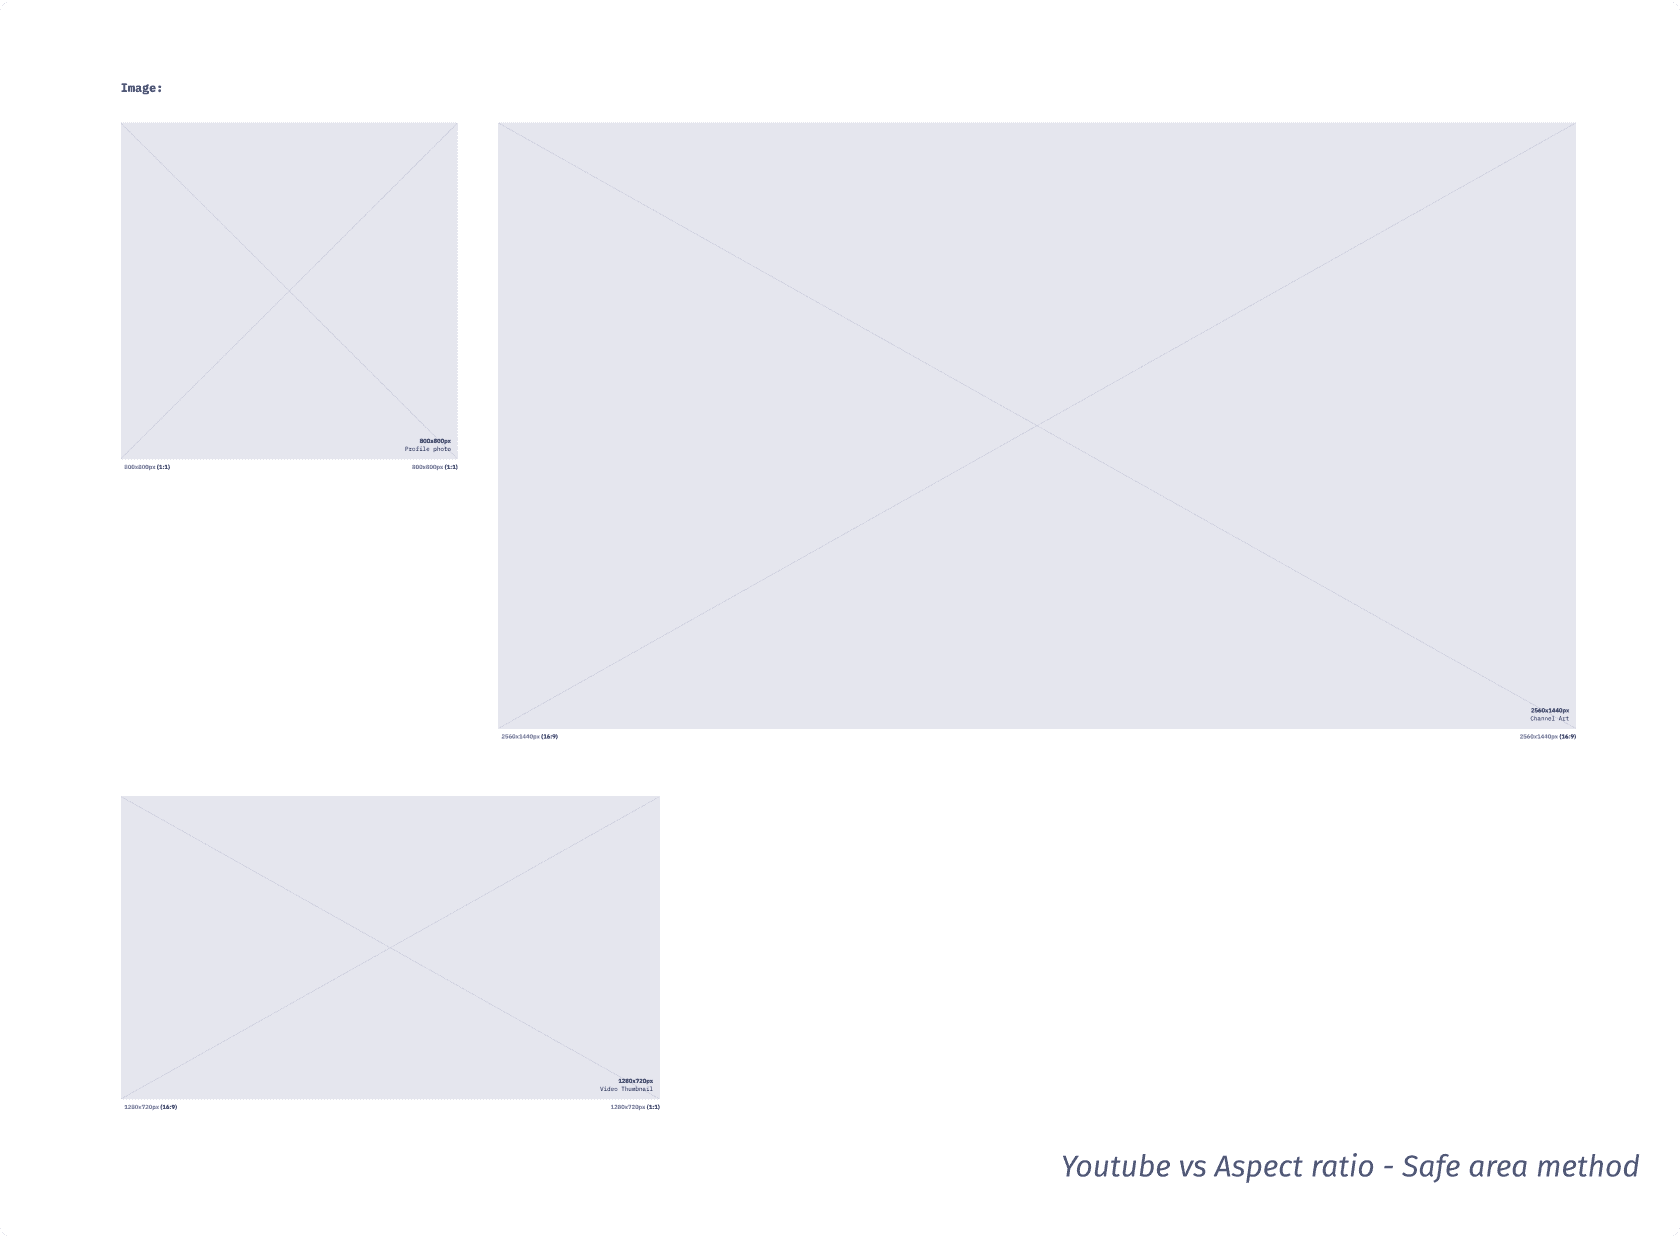 Image:
800x800px
Profile photo
800x800px (1:1)
800x800px (1:1)
2560x1440px
Channel Art
2560x1440px (16:9)
2560x1440px (16:9)
1280x720px
Video Thumbnail
1280x720px (16:9)
1280x720px (1:1)
Youtube vs Aspect ratio - Safe area method